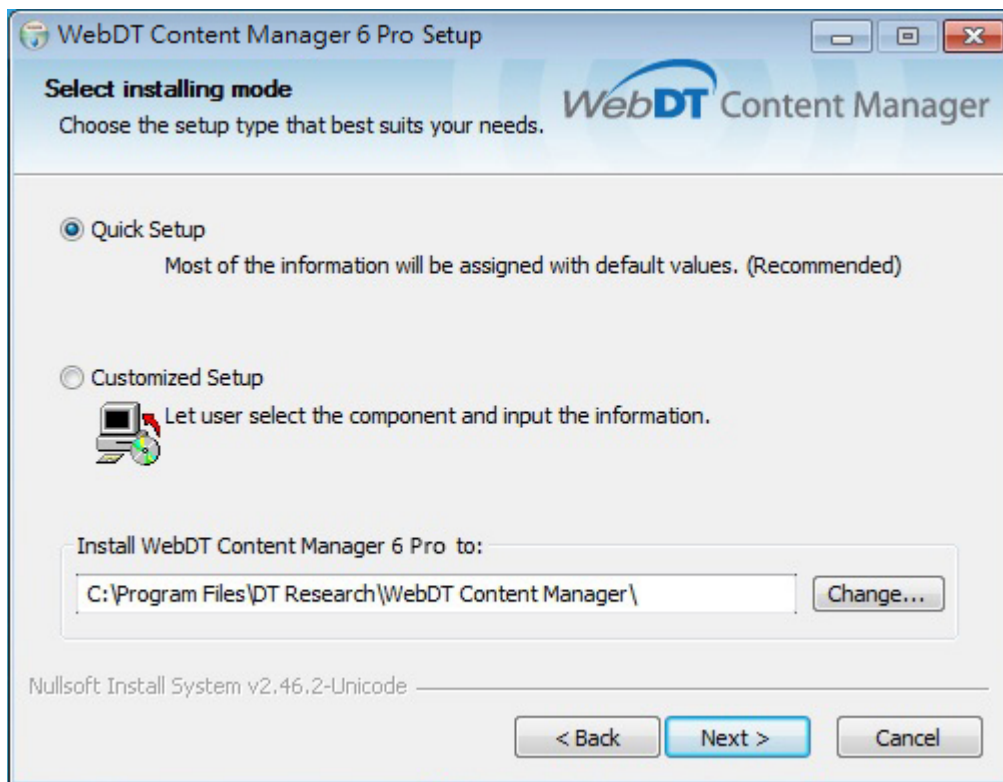 WebDT Content Manager 6 Pro Setup
Select installing mode
Choose the setup type that best suits your needs.
WebDT Content Manager
Quick Setup
Most of the information will be assigned with default values. (Recommended)
Customized Setup
Let user select the component and input the information.
Install WebDT Content Manager 6 Pro to:
C:\Program Files\DT Research\WebDT Content Manager\
Change...
Nullsoft Install System v2.46.2-Unicode
< Back
Next >
Cancel